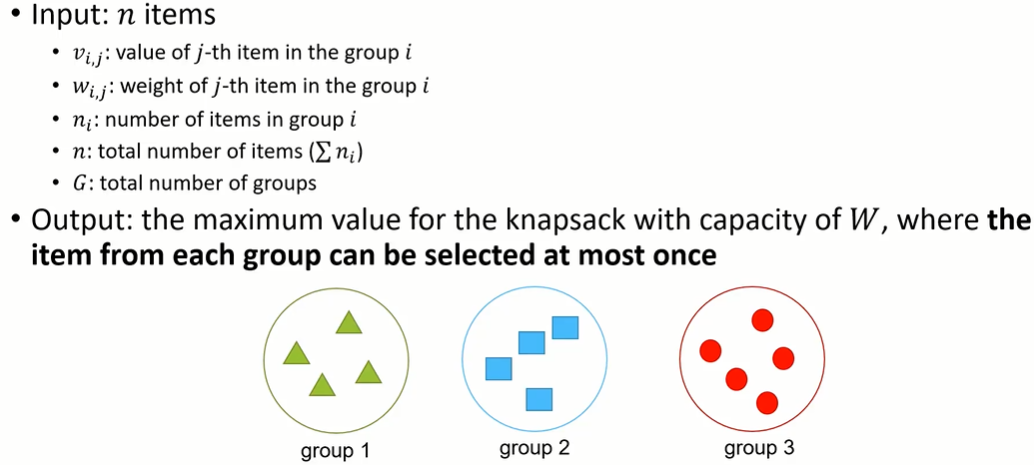 • Input: n items
• v_{i,j}: value of j-th item in the group i
• w_{i,j}: weight of j-th item in the group i
• n_i: number of items in group i
• n: total number of items (∑ n_i)
• G: total number of groups
• Output: the maximum value for the knapsack with capacity of W, where the
item from each group can be selected at most once
group 1 group 2 group 3